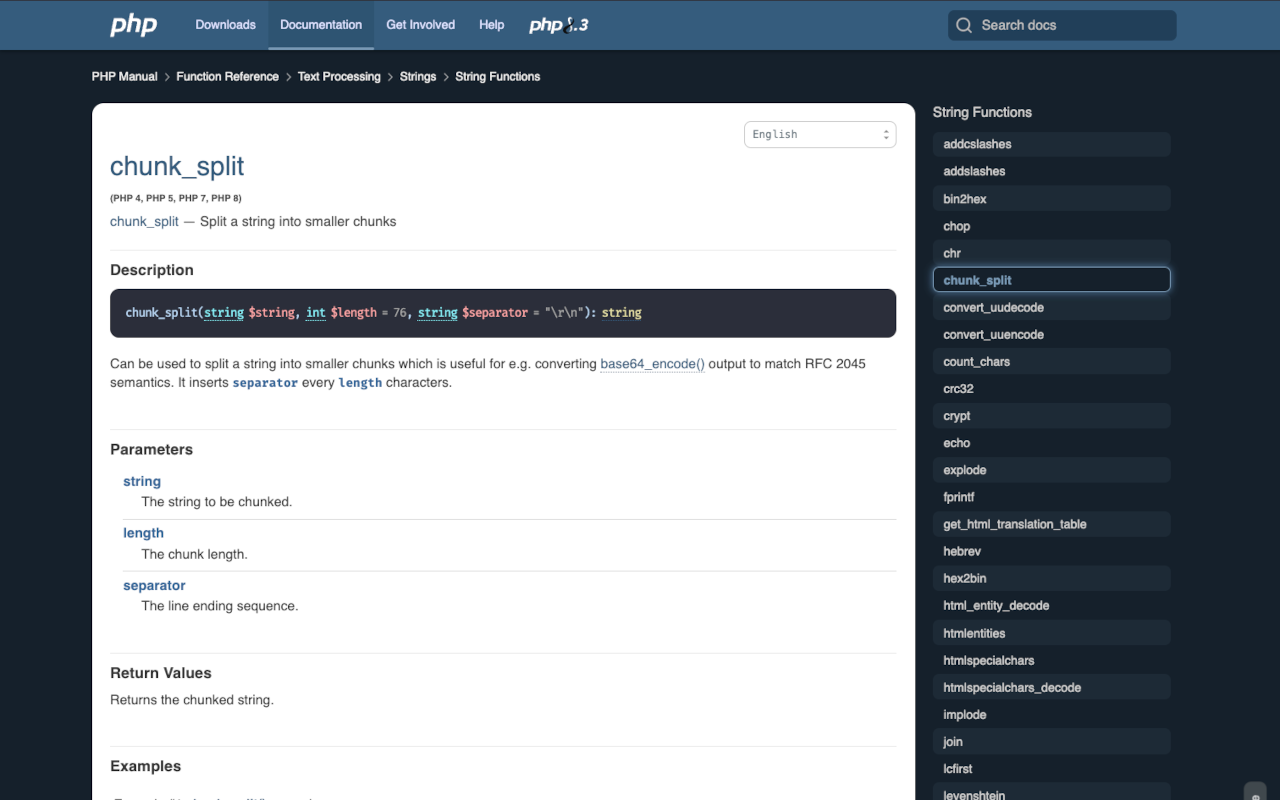 php Downloads Documentation Get Involved Help php8.3 Search docs
PHP Manual > Function Reference > Text Processing > Strings > String Functions
English
chunk_split
(PHP 4, PHP 5, PHP 7, PHP 8)
chunk_split — Split a string into smaller chunks
Description
chunk_split(string $string, int $length = 76, string $separator = "\r\n"): string
Can be used to split a string into smaller chunks which is useful for e.g. converting base64_encode() output to match RFC 2045
semantics. It inserts separator every length characters.
Parameters
string
The string to be chunked.
length
The chunk length.
separator
The line ending sequence.
Return Values
Returns the chunked string.
Examples
String Functions
addcslashes
addslashes
bin2hex
chop
chr
chunk_split
convert_uudecode
convert_uuencode
count_chars
crc32
crypt
echo
explode
fprintf
get_html_translation_table
hebrev
hex2bin
html_entity_decode
htmlentities
htmlspecialchars
htmlspecialchars_decode
implode
join
lcfirst
levenshtein